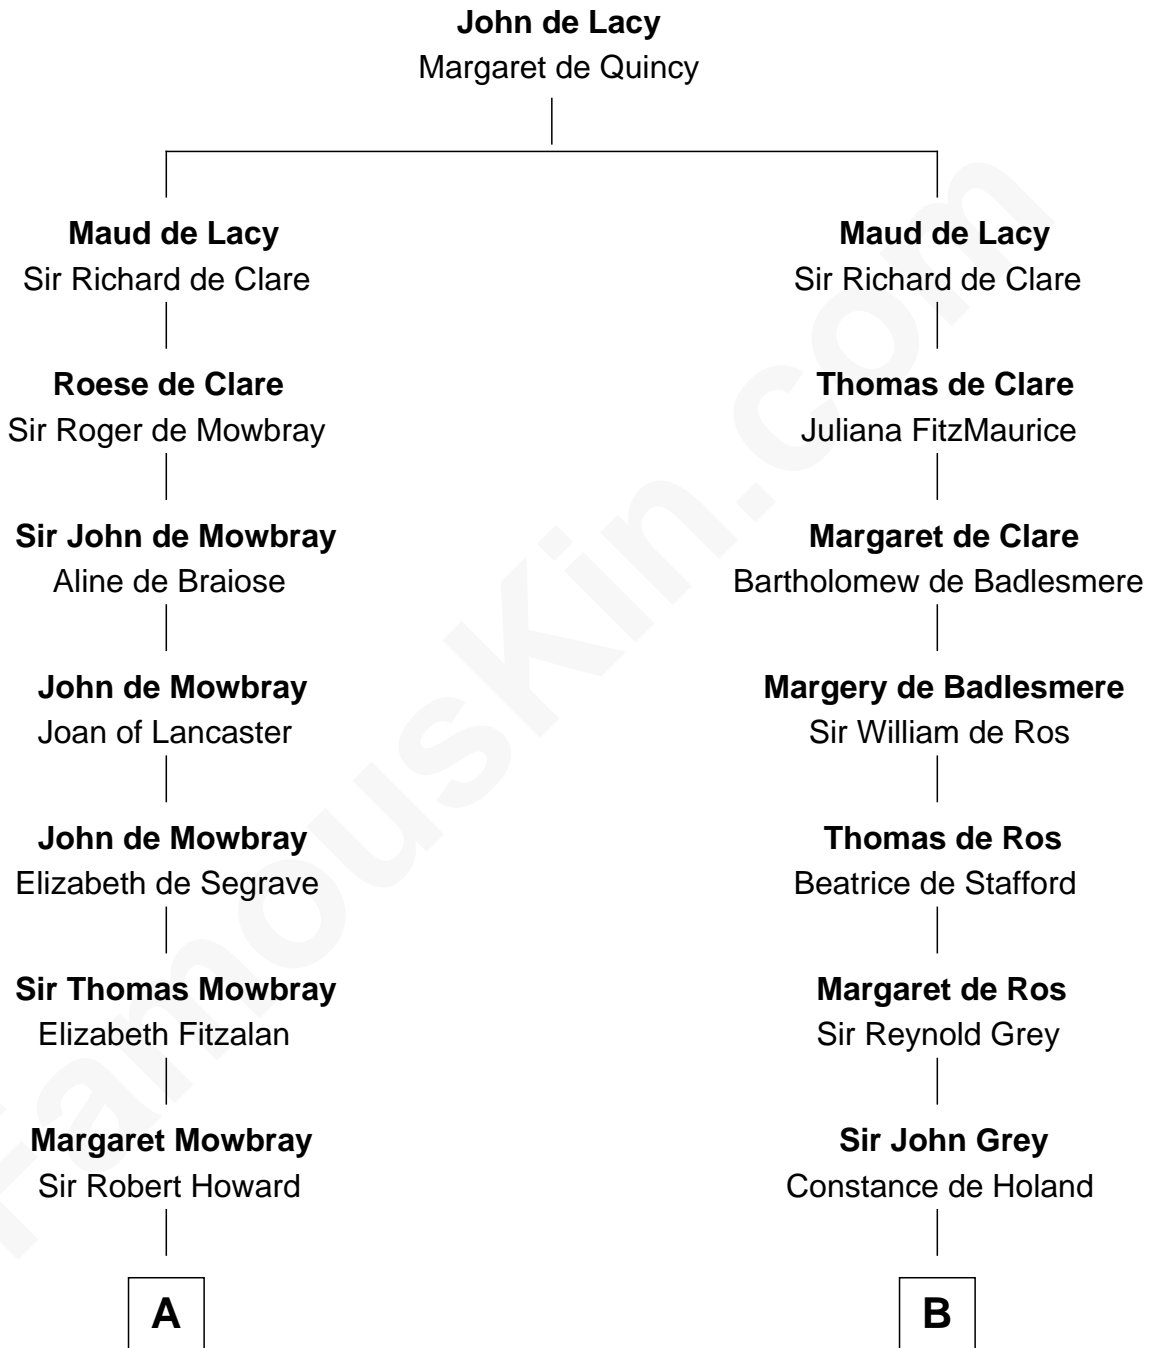 John de Lacy
Margaret de Quincy
Maud de Lacy
Sir Richard de Clare
Maud de Lacy
Sir Richard de Clare
Roese de Clare
Sir Roger de Mowbray
Thomas de Clare
Juliana FitzMaurice
Sir John de Mowbray
Aline de Braiose
Margaret de Clare
Bartholomew de Badlesmere
John de Mowbray
Joan of Lancaster
Margery de Badlesmere
Sir William de Ros
John de Mowbray
Elizabeth de Segrave
Thomas de Ros
Beatrice de Stafford
Sir Thomas Mowbray
Elizabeth Fitzalan
Margaret de Ros
Sir Reynold Grey
Margaret Mowbray
Sir Robert Howard
Sir John Grey
Constance de Holand
A
B
FamousKin.com